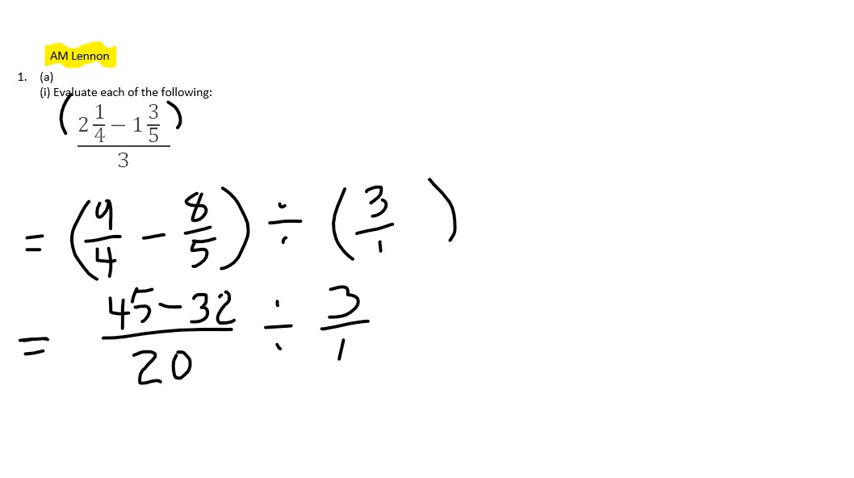 AM Lennon
1. (a)
(i) Evaluate each of the following:
(2 1/4 − 1 3/5) / 3
= (9/4 − 8/5) ÷ (3/1 )
= 45−32/20 ÷ 3/1